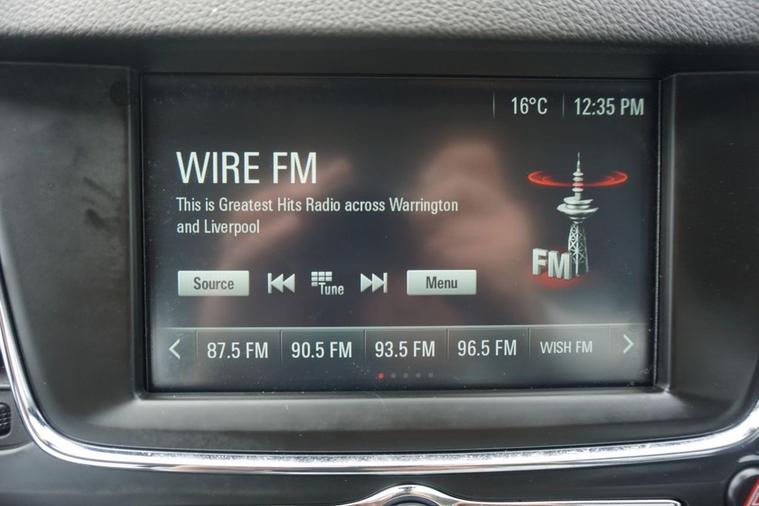 16°C 12:35 PM
WIRE FM
This is Greatest Hits Radio across Warrington
and Liverpool
FM
Source Tune Menu
87.5 FM 90.5 FM 93.5 FM 96.5 FM WISH FM